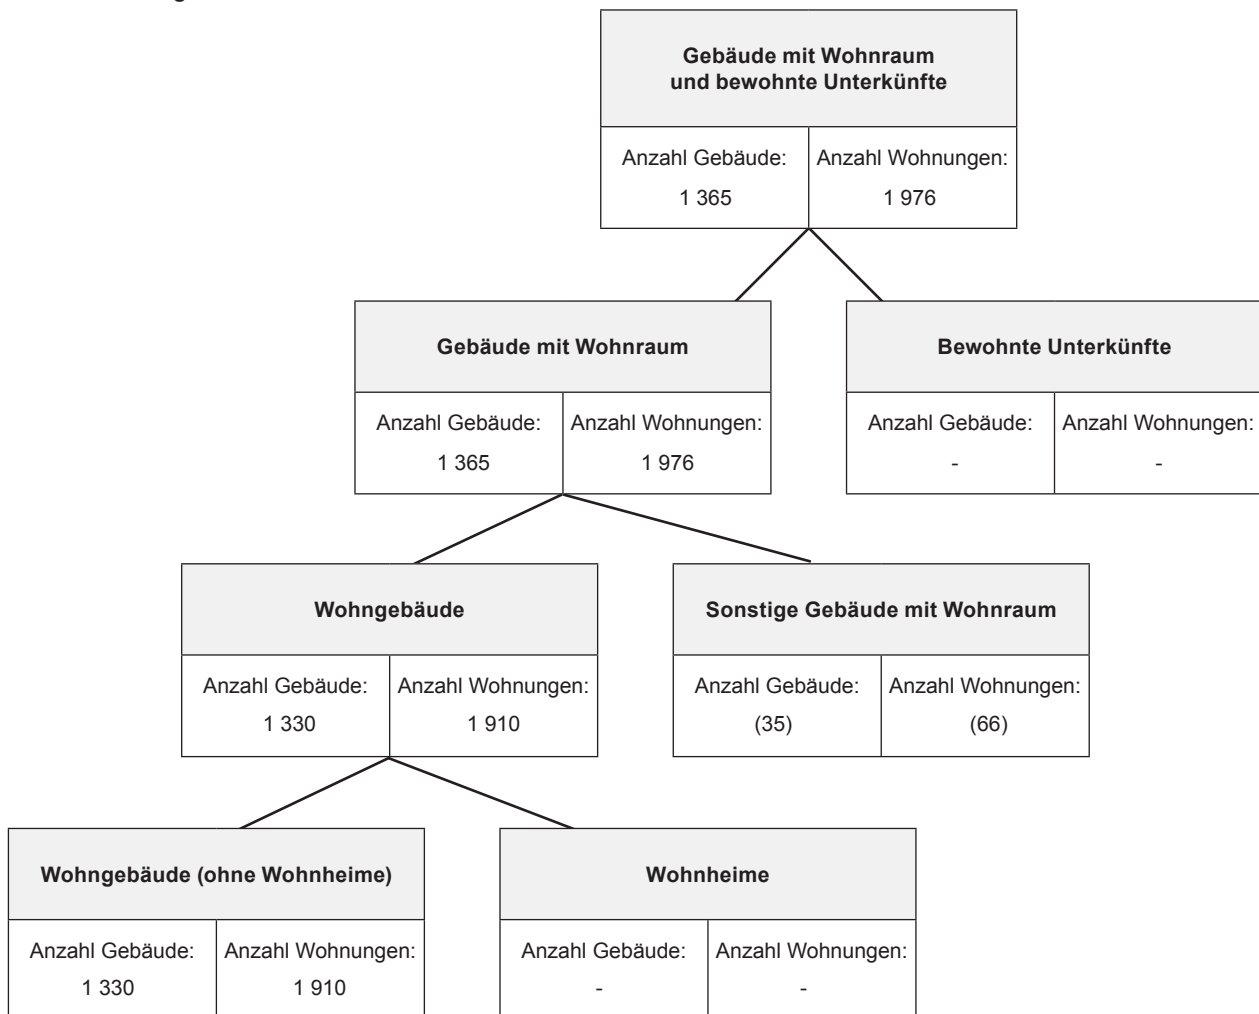 Gebäude mit Wohnraum
und bewohnte Unterkünfte
Anzahl Gebäude: Anzahl Wohnungen:
1 365 1 976
Gebäude mit Wohnraum
Bewohnte Unterkünfte
Anzahl Gebäude: Anzahl Wohnungen:
1 365 1 976
Anzahl Gebäude: Anzahl Wohnungen:
- -
Wohngebäude
Sonstige Gebäude mit Wohnraum
Anzahl Gebäude: Anzahl Wohnungen:
1 330 1 910
Anzahl Gebäude: Anzahl Wohnungen:
(35) (66)
Wohngebäude (ohne Wohnheime)
Wohnheime
Anzahl Gebäude: Anzahl Wohnungen:
1 330 1 910
Anzahl Gebäude: Anzahl Wohnungen:
- -